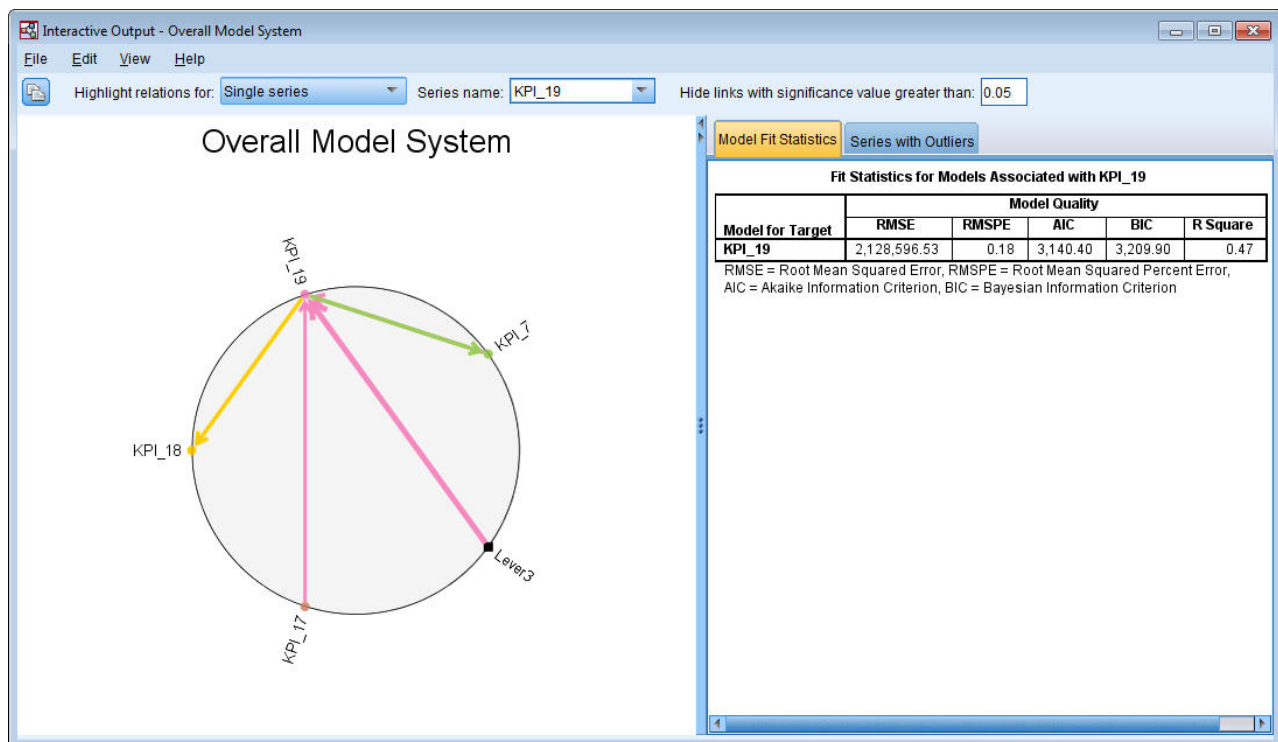 Interactive Output - Overall Model System
File Edit View Help
Highlight relations for: Single series Series name: KPI_19 Hide links with significance value greater than: 0.05
Overall Model System
KPI_19
KPI_7
KPI_18
Lever3
KPI_17
Model Fit Statistics Series with Outliers
Fit Statistics for Models Associated with KPI_19
Model Quality
Model for Target RMSE RMSPE AIC BIC R Square
KPI_19 2,128,596.53 0.18 3,140.40 3,209.90 0.47
RMSE = Root Mean Squared Error, RMSPE = Root Mean Squared Percent Error,
AIC = Akaike Information Criterion, BIC = Bayesian Information Criterion